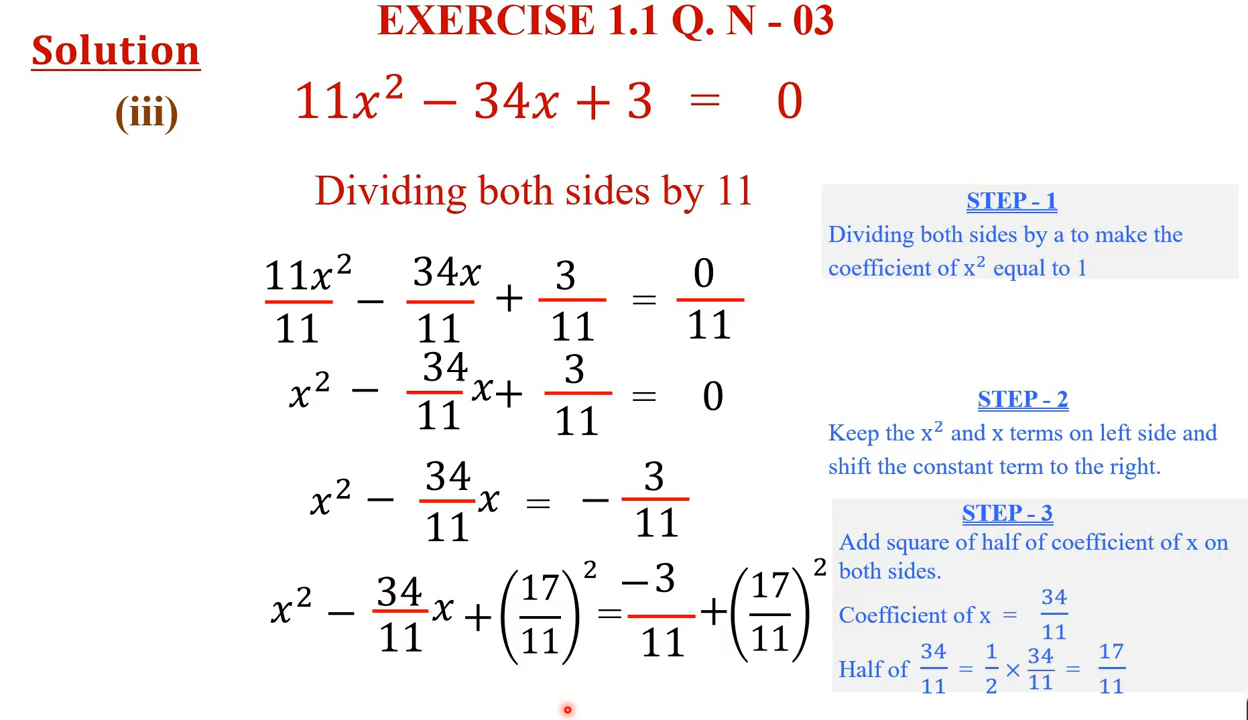 EXERCISE 1.1 Q. N - 03
Solution
(iii)
11x² − 34x + 3 = 0
Dividing both sides by 11
11x²/11 − 34x/11 + 3/11 = 0/11
x² − 34/11 x + 3/11 = 0
x² − 34/11 x = − 3/11
x² − 34/11 x + (17/11)² = −3/11 + (17/11)²
STEP - 1
Dividing both sides by a to make the
coefficient of x² equal to 1
STEP - 2
Keep the x² and x terms on left side and
shift the constant term to the right.
STEP - 3
Add square of half of coefficient of x on
both sides.
Coefficient of x = 34/11
Half of 34/11 = 1/2 × 34/11 = 17/11